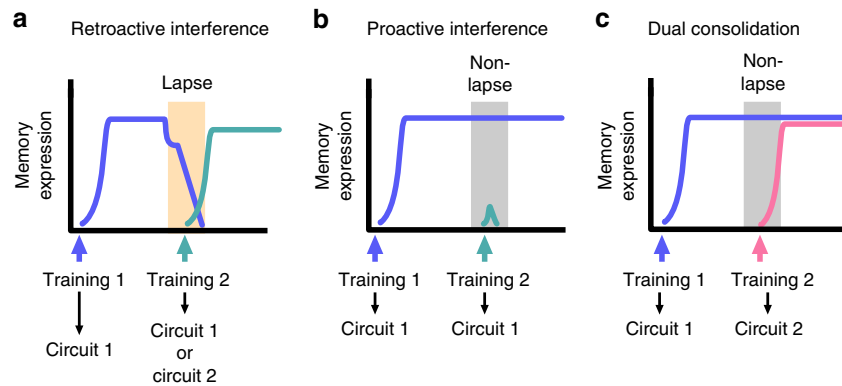 a Retroactive interference
Lapse
Memory
expression
Training 1
Training 2
Circuit 1
Circuit 1
or
circuit 2
b Proactive interference
Non-
lapse
Memory
expression
Training 1
Training 2
Circuit 1
Circuit 1
c Dual consolidation
Non-
lapse
Memory
expression
Training 1
Training 2
Circuit 1
Circuit 2